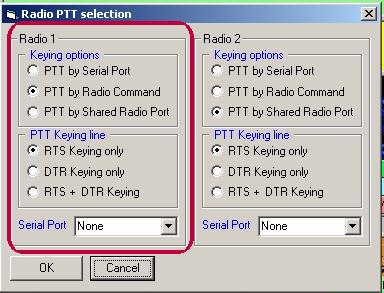 Radio PTT selection
Radio 1
Keying options
PTT by Serial Port
PTT by Radio Command
PTT by Shared Radio Port
PTT Keying line
RTS Keying only
DTR Keying only
RTS + DTR Keying
Serial Port None
Radio 2
Keying options
PTT by Serial Port
PTT by Radio Command
PTT by Shared Radio Port
PTT Keying line
RTS Keying only
DTR Keying only
RTS + DTR Keying
Serial Port None
OK Cancel